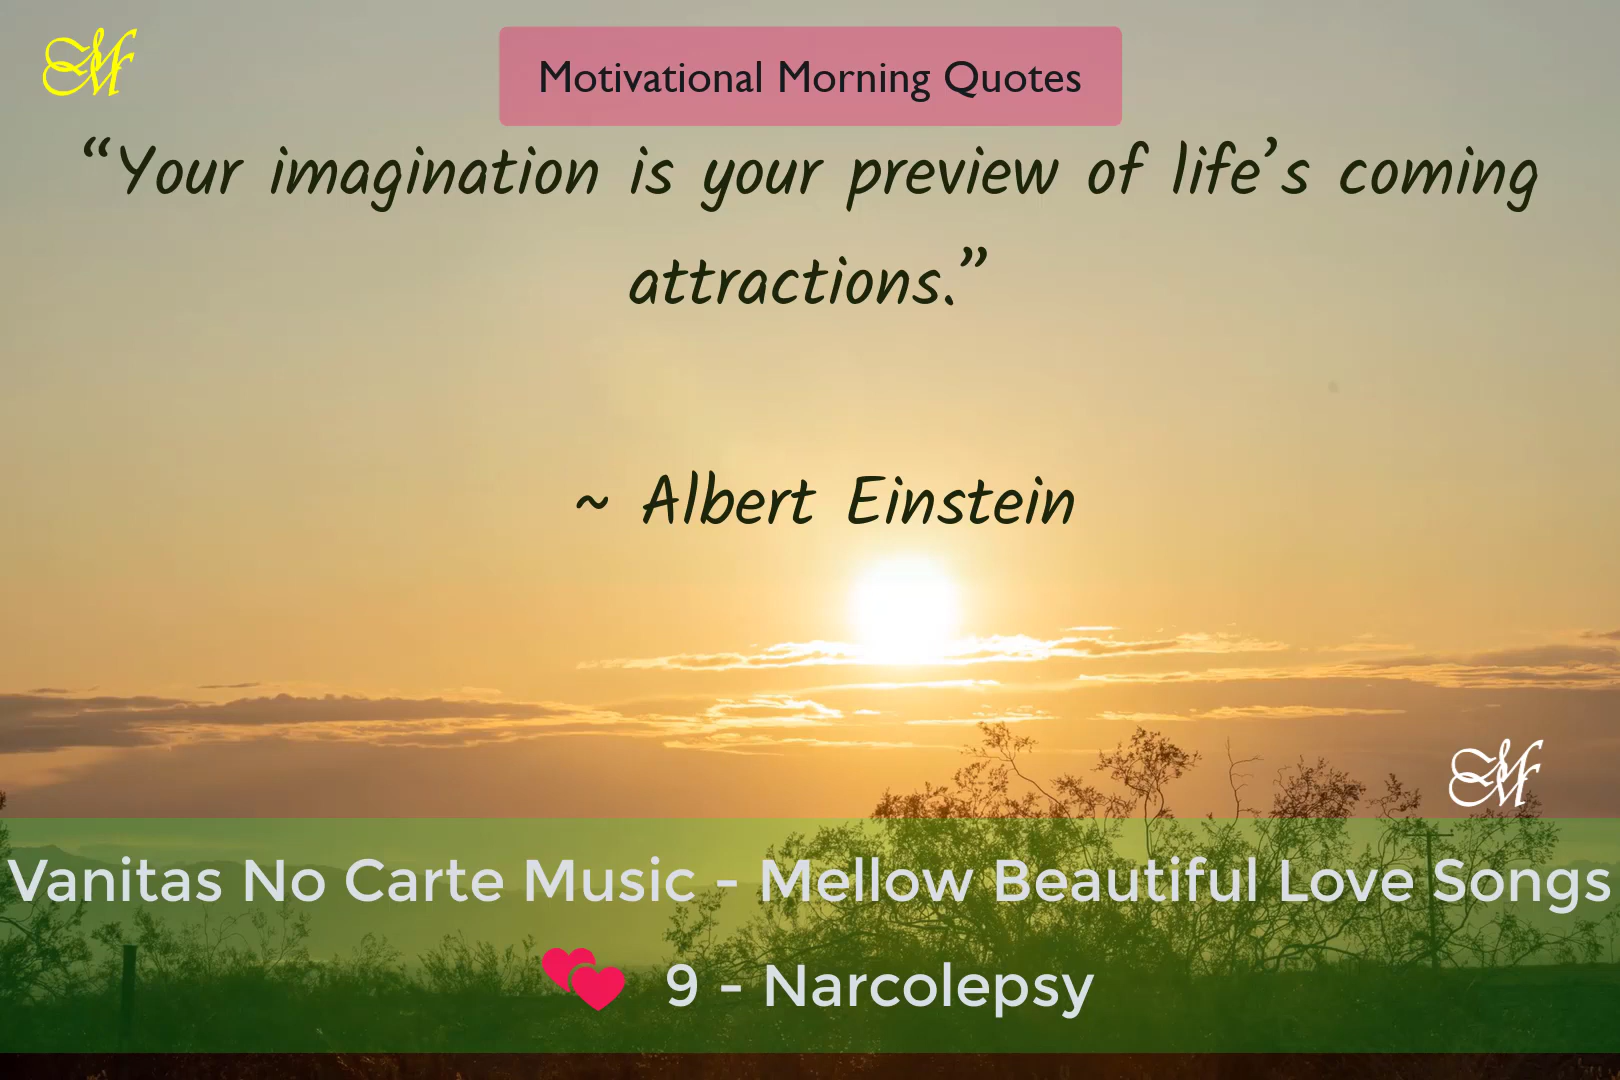 Motivational Morning Quotes
“Your imagination is your preview of life’s coming
attractions.”
~ Albert Einstein
Vanitas No Carte Music - Mellow Beautiful Love Songs
9 - Narcolepsy